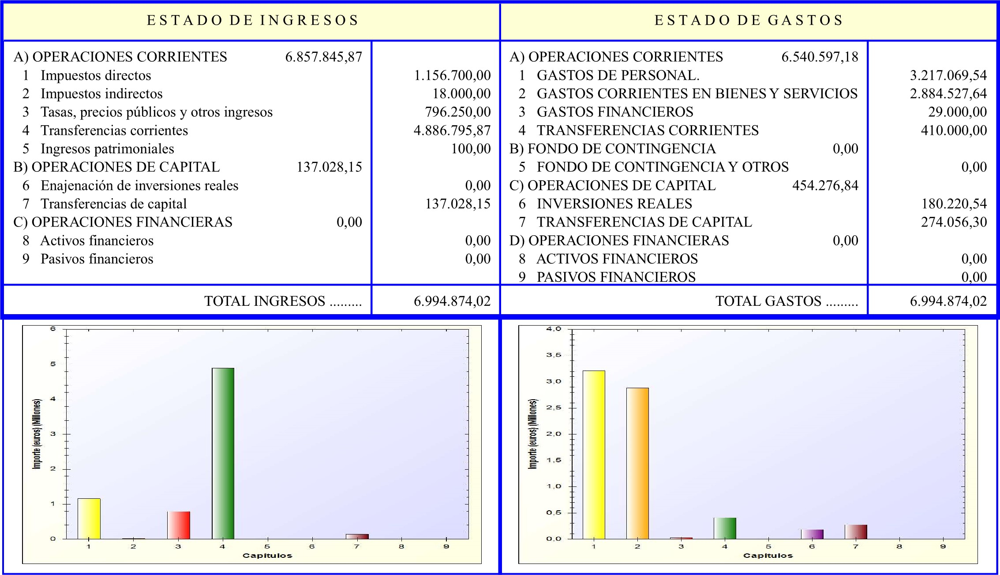 E S T A D O D E I N G R E S O S
A) OPERACIONES CORRIENTES 6.857.845,87
1 Impuestos directos 1.156.700,00
2 Impuestos indirectos 18.000,00
3 Tasas, precios públicos y otros ingresos 796.250,00
4 Transferencias corrientes 4.886.795,87
5 Ingresos patrimoniales 100,00
B) OPERACIONES DE CAPITAL 137.028,15
6 Enajenación de inversiones reales 0,00
7 Transferencias de capital 137.028,15
C) OPERACIONES FINANCIERAS 0,00
8 Activos financieros 0,00
9 Pasivos financieros 0,00
TOTAL INGRESOS ......... 6.994.874,02
E S T A D O D E G A S T O S
A) OPERACIONES CORRIENTES 6.540.597,18
1 GASTOS DE PERSONAL. 3.217.069,54
2 GASTOS CORRIENTES EN BIENES Y SERVICIOS 2.884.527,64
3 GASTOS FINANCIEROS 29.000,00
4 TRANSFERENCIAS CORRIENTES 410.000,00
B) FONDO DE CONTINGENCIA 0,00
5 FONDO DE CONTINGENCIA Y OTROS 0,00
C) OPERACIONES DE CAPITAL 454.276,84
6 INVERSIONES REALES 180.220,54
7 TRANSFERENCIAS DE CAPITAL 274.056,30
D) OPERACIONES FINANCIERAS 0,00
8 ACTIVOS FINANCIEROS 0,00
9 PASIVOS FINANCIEROS 0,00
TOTAL GASTOS ......... 6.994.874,02
Importe (euros) (Millones)
6
5
4
3
2
1
0
1 2 3 4 5 6 7 8 9
Capítulos
Importe (euros) (Millones)
4,0
3,5
3,0
2,5
2,0
1,5
1,0
0,5
0,0
1 2 3 4 5 6 7 8 9
Capítulos